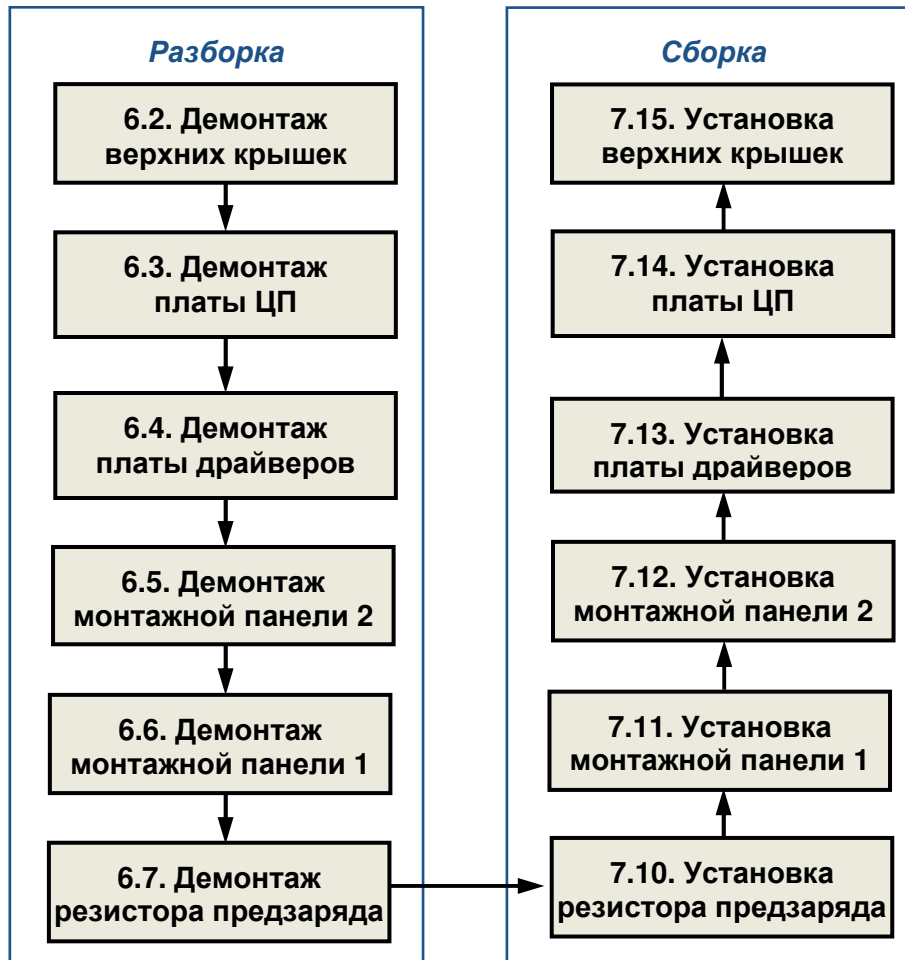 Разборка
6.2. Демонтаж
верхних крышек
6.3. Демонтаж
платы ЦП
6.4. Демонтаж
платы драйверов
6.5. Демонтаж
монтажной панели 2
6.6. Демонтаж
монтажной панели 1
6.7. Демонтаж
резистора предзаряда
Сборка
7.15. Установка
верхних крышек
7.14. Установка
платы ЦП
7.13. Установка
платы драйверов
7.12. Установка
монтажной панели 2
7.11. Установка
монтажной панели 1
7.10. Установка
резистора предзаряда